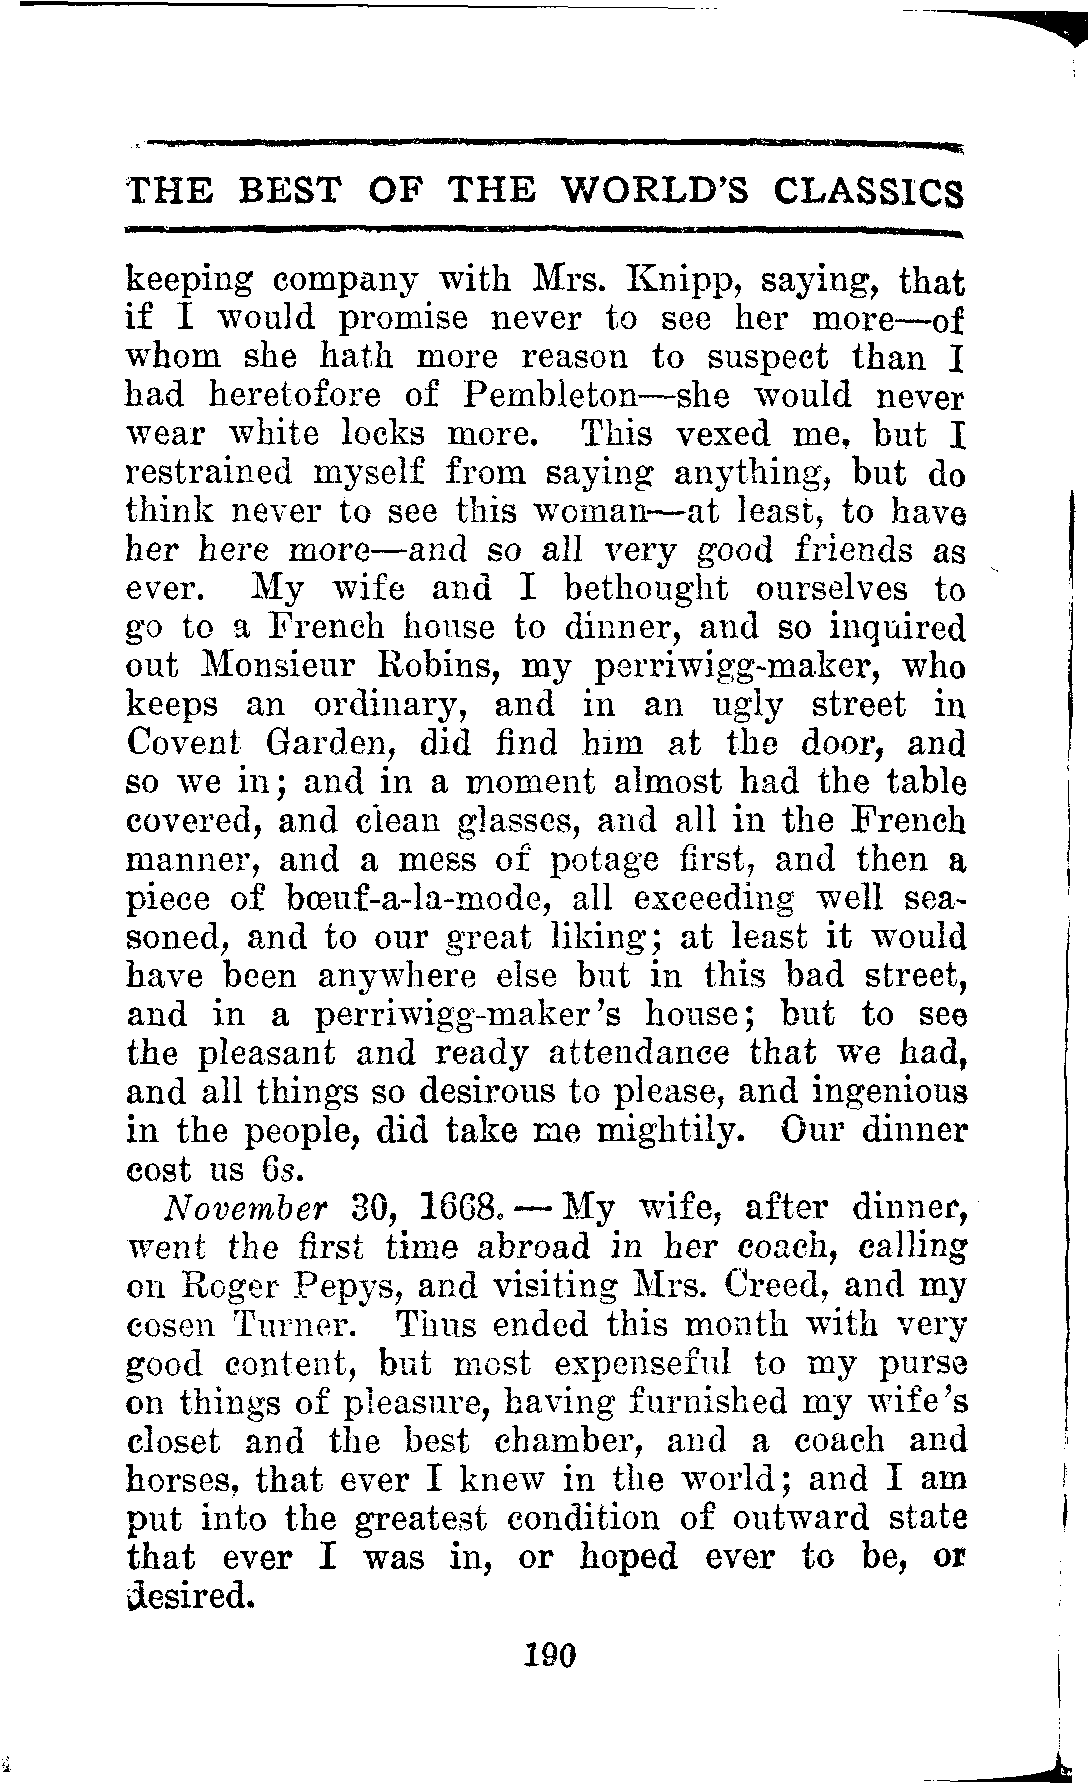 THE BEST OF THE WORLD'S CLASSICS
keeping company with Mrs. Knipp, saying, that
if I would promise never to see her more—of
whom she hath more reason to suspect than I
had heretofore of Pembleton—she would never
wear white locks more. This vexed me, but I
restrained myself from saying anything, but do
think never to see this woman—at least, to have
her here more—and so all very good friends as
ever. My wife and I bethought ourselves to
go to a French house to dinner, and so inquired
out Monsieur Robins, my perriwigg-maker, who
keeps an ordinary, and in an ugly street in
Covent Garden, did find him at the door, and
so we in; and in a moment almost had the table
covered, and clean glasses, and all in the French
manner, and a mess of potage first, and then a
piece of bœuf-a-la-mode, all exceeding well sea-
soned, and to our great liking; at least it would
have been anywhere else but in this bad street,
and in a perriwigg-maker's house; but to see
the pleasant and ready attendance that we had,
and all things so desirous to please, and ingenious
in the people, did take me mightily. Our dinner
cost us 6s.
November 30, 1668.—My wife, after dinner,
went the first time abroad in her coach, calling
on Roger Pepys, and visiting Mrs. Creed, and my
cosen Turner. Thus ended this month with very
good content, but most expenseful to my purse
on things of pleasure, having furnished my wife's
closet and the best chamber, and a coach and
horses, that ever I knew in the world; and I am
put into the greatest condition of outward state
that ever I was in, or hoped ever to be, or
desired.
190